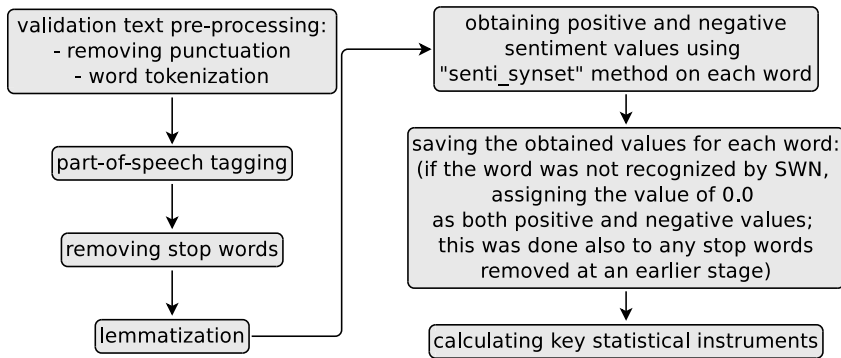 validation text pre-processing:
- removing punctuation
- word tokenization
part-of-speech tagging
removing stop words
lemmatization
obtaining positive and negative
sentiment values using
"senti_synset" method on each word
saving the obtained values for each word:
(if the word was not recognized by SWN,
assigning the value of 0.0
as both positive and negative values;
this was done also to any stop words
removed at an earlier stage)
calculating key statistical instruments